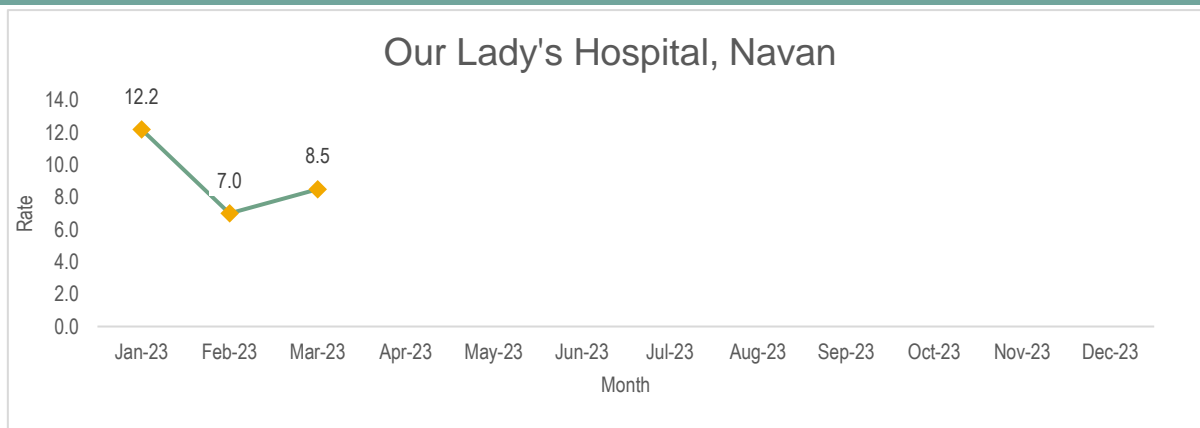 Our Lady's Hospital, Navan
14.0
12.0
10.0
8.0
6.0
4.0
2.0
0.0
Rate
12.2
7.0
8.5
Jan-23 Feb-23 Mar-23 Apr-23 May-23 Jun-23 Jul-23 Aug-23 Sep-23 Oct-23 Nov-23 Dec-23
Month